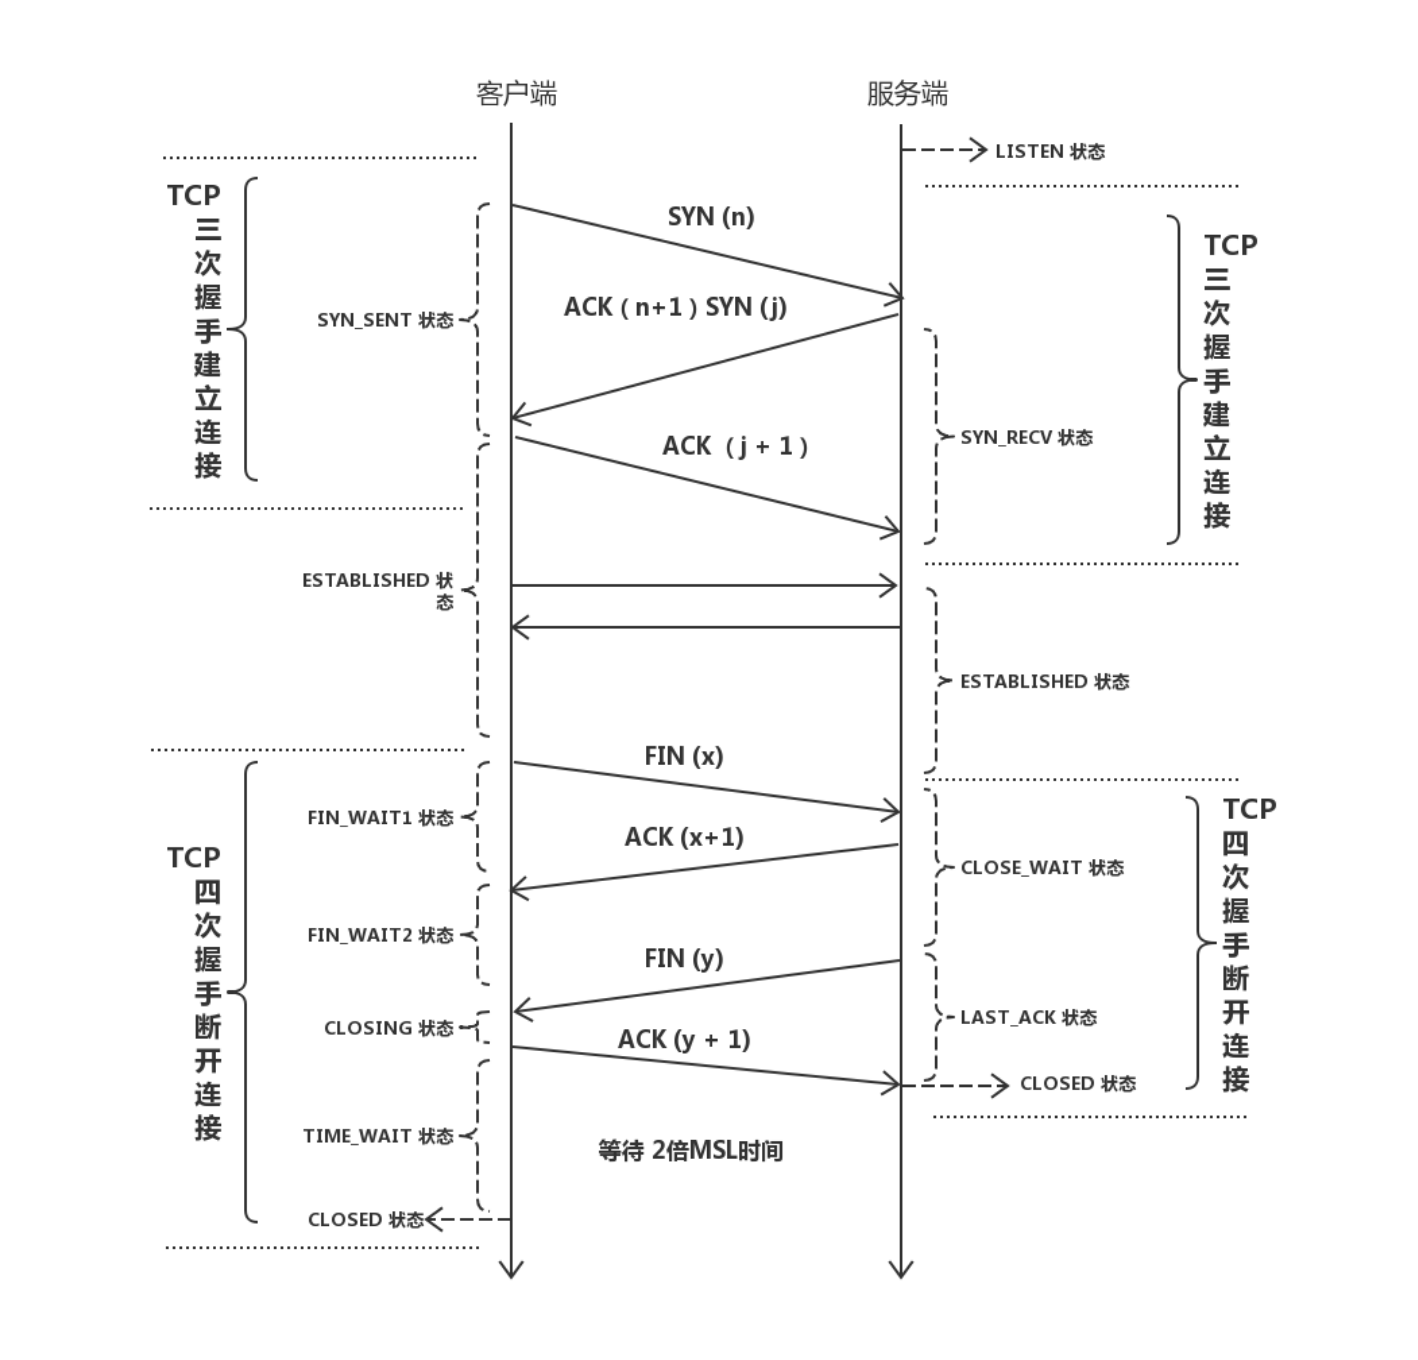 客户端
服务端
LISTEN 状态
TCP
三
次
握
手
建
立
连
接
SYN (n)
TCP
三
次
握
手
建
立
连
接
ACK ( n+1 ) SYN (j)
SYN_SENT 状态
SYN_RECV 状态
ACK ( j + 1 )
ESTABLISHED 状
态
ESTABLISHED 状态
FIN (x)
FIN_WAIT1 状态
TCP
四
次
握
手
断
开
连
接
ACK (x+1)
CLOSE_WAIT 状态
TCP
四
次
握
手
断
开
连
接
FIN_WAIT2 状态
FIN (y)
CLOSING 状态
LAST_ACK 状态
ACK (y + 1)
CLOSED 状态
TIME_WAIT 状态
等待 2倍MSL时间
CLOSED 状态